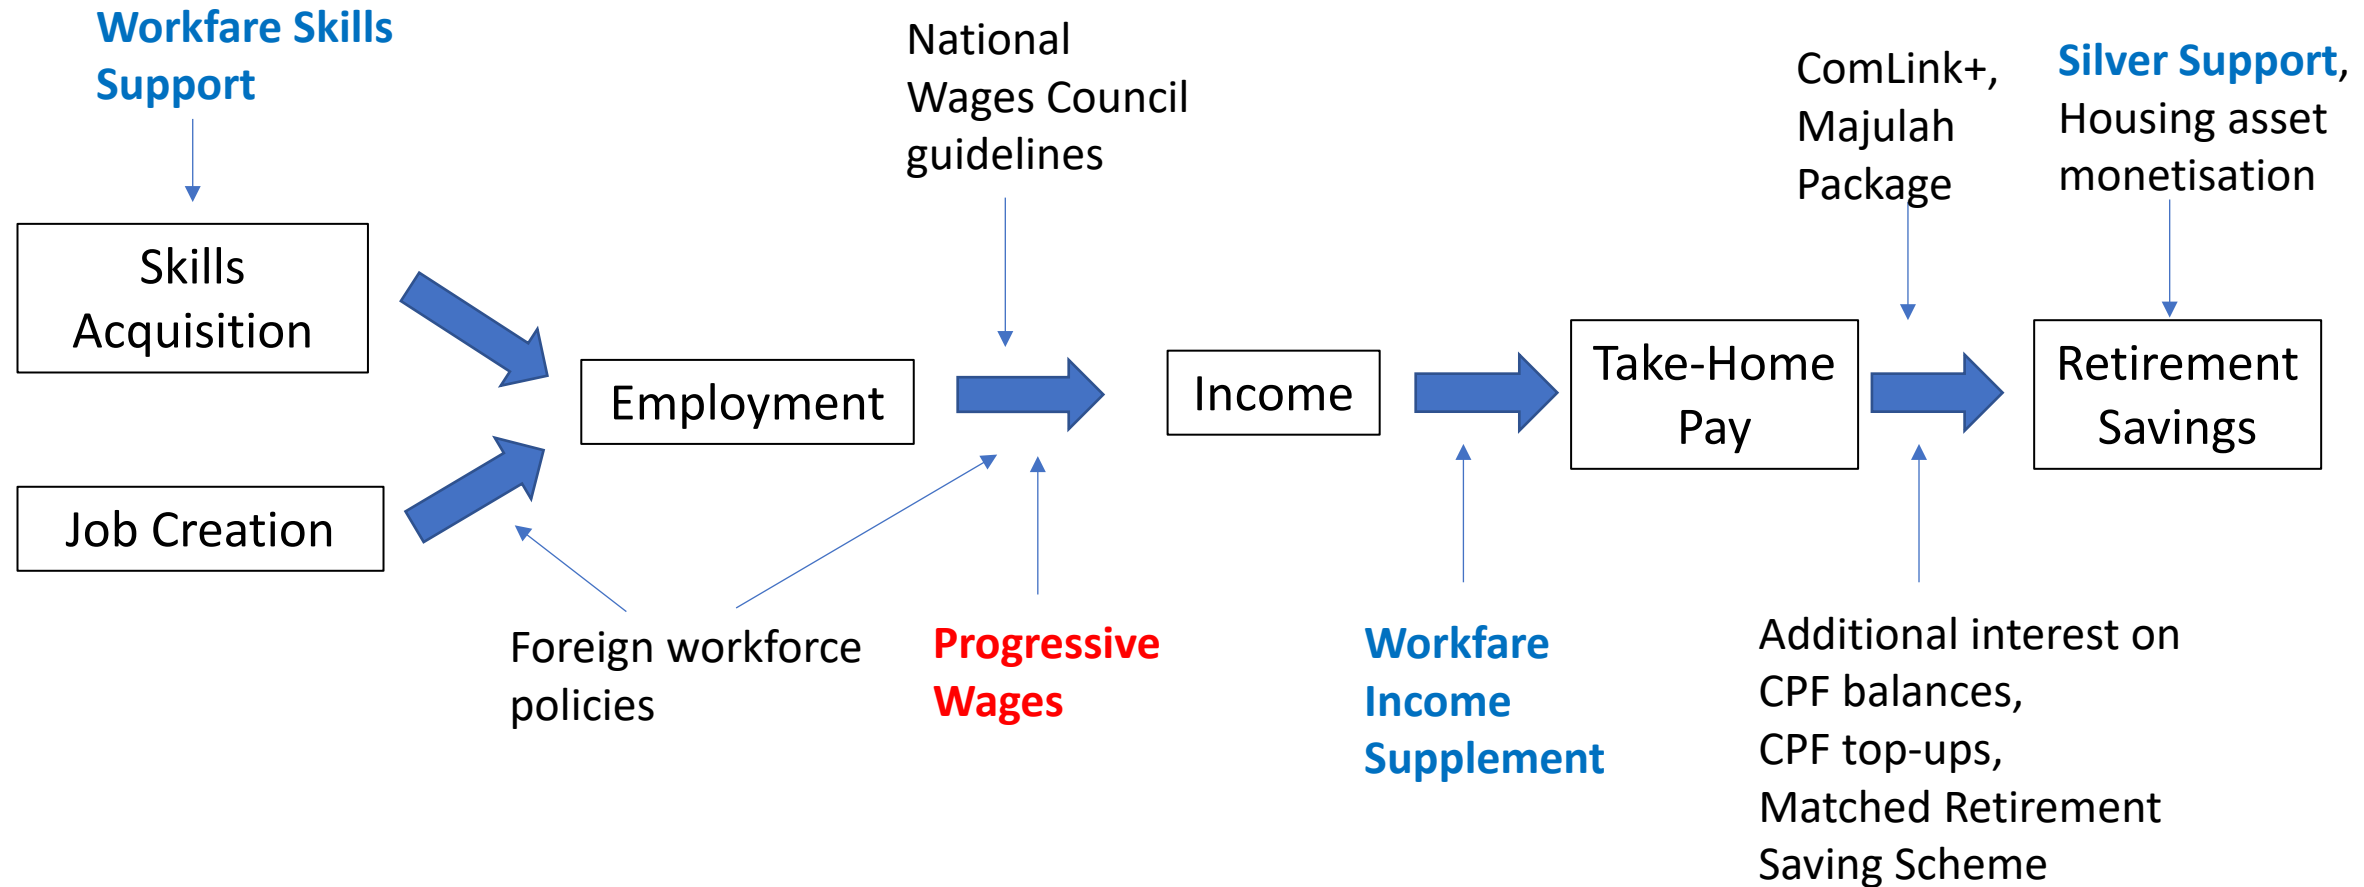 Workfare Skills
Support
National
Wages Council
guidelines
ComLink+,
Majulah
Package
Silver Support,
Housing asset
monetisation
Skills
Acquisition
Job Creation
Employment
Income
Take-Home
Pay
Retirement
Savings
Foreign workforce
policies
Progressive
Wages
Workfare
Income
Supplement
Additional interest on
CPF balances,
CPF top-ups,
Matched Retirement
Saving Scheme